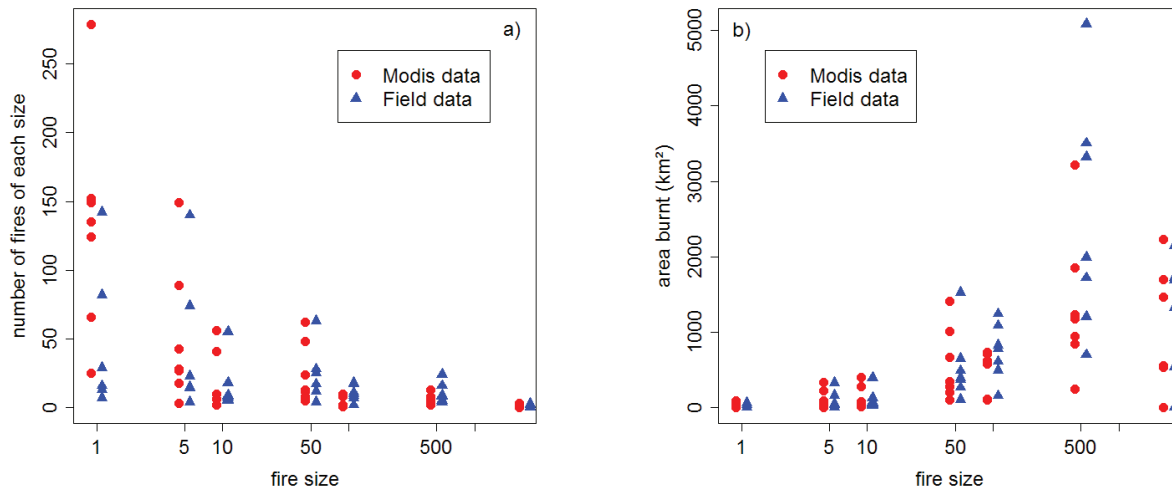 a)
Modis data
Field data
number of fires of each size
250
200
150
100
50
0
1 5 10 50 500
fire size
b)
Modis data
Field data
area burnt (km²)
5000
4000
3000
2000
1000
0
1 5 10 50 500
fire size